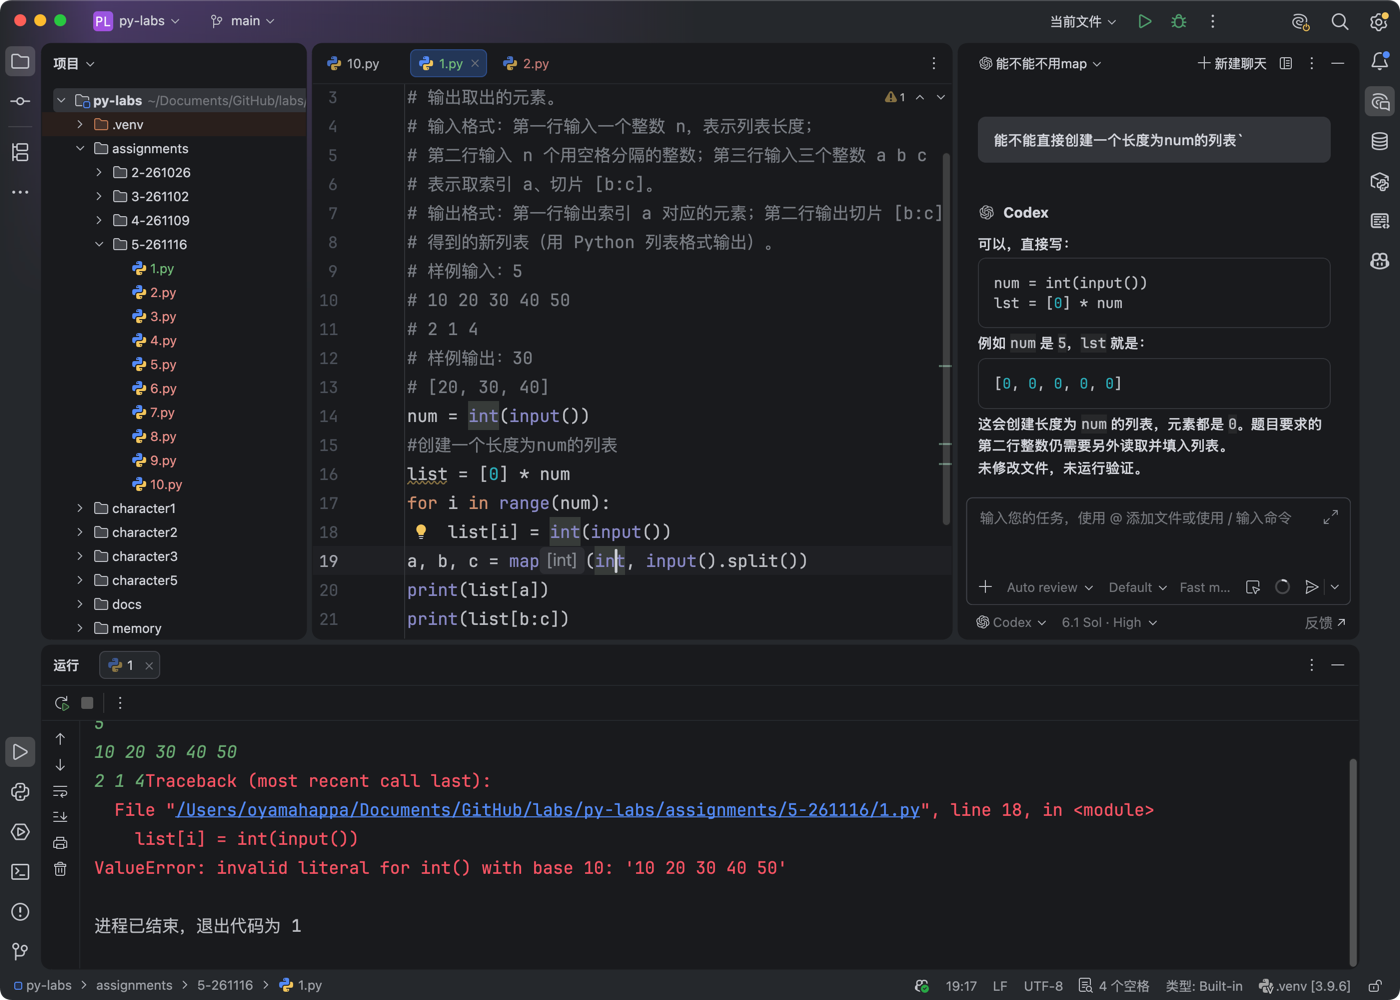 PL py-labs main 当前文件
项目
py-labs ~/Documents/GitHub/labs/
.venv
assignments
2-261026
3-261102
4-261109
5-261116
1.py
2.py
3.py
4.py
5.py
6.py
7.py
8.py
9.py
10.py
character1
character2
character3
character5
docs
memory
10.py 1.py 2.py
1
3 # 输出取出的元素。
4 # 输入格式：第一行输入一个整数 n，表示列表长度；
5 # 第二行输入 n 个用空格分隔的整数；第三行输入三个整数 a b c
6 # 表示取索引 a、切片 [b:c]。
7 # 输出格式：第一行输出索引 a 对应的元素；第二行输出切片 [b:c]
8 # 得到的新列表（用 Python 列表格式输出）。
9 # 样例输入：5
10 # 10 20 30 40 50
11 # 2 1 4
12 # 样例输出：30
13 # [20, 30, 40]
14 num = int(input())
15 #创建一个长度为num的列表
16 list = [0] * num
17 for i in range(num):
18 list[i] = int(input())
19 a, b, c = map [int] (int, input().split())
20 print(list[a])
21 print(list[b:c])
能不能不用map 新建聊天
能不能直接创建一个长度为num的列表`
Codex
可以，直接写：
num = int(input())
lst = [0] * num
例如 num 是 5，lst 就是：
[0, 0, 0, 0, 0]
这会创建长度为 num 的列表，元素都是 0。题目要求的
第二行整数仍需要另外读取并填入列表。
未修改文件，未运行验证。
输入您的任务，使用 @ 添加文件或使用 / 输入命令
Auto review Default Fast m...
Codex 6.1 Sol · High 反馈
运行 1
5
10 20 30 40 50
2 1 4Traceback (most recent call last):
File "/Users/oyamahappa/Documents/GitHub/labs/py-labs/assignments/5-261116/1.py", line 18, in <module>
list[i] = int(input())
ValueError: invalid literal for int() with base 10: '10 20 30 40 50'
进程已结束，退出代码为 1
py-labs > assignments > 5-261116 > 1.py 19:17 LF UTF-8 4 个空格 类型: Built-in .venv [3.9.6]